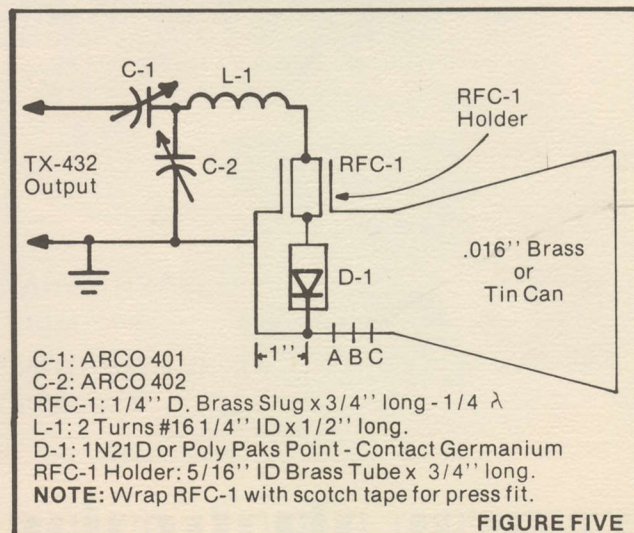 C-1
L-1
RFC-1
Holder
TX-432
Output
C-2
RFC-1
.016'' Brass
or
Tin Can
D-1
1''
A B C
C-1: ARCO 401
C-2: ARCO 402
RFC-1: 1/4'' D. Brass Slug x 3/4'' long - 1/4 λ
L-1: 2 Turns #16 1/4'' ID x 1/2'' long.
D-1: 1N21D or Poly Paks Point - Contact Germanium
RFC-1 Holder: 5/16'' ID Brass Tube x 3/4'' long.
NOTE: Wrap RFC-1 with scotch tape for press fit.
FIGURE FIVE